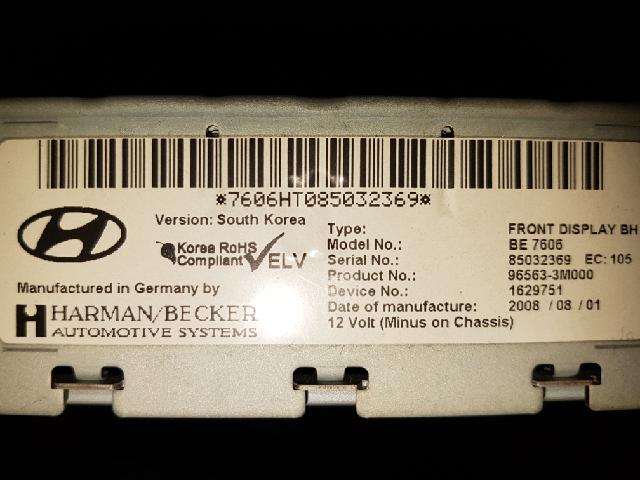 *7606HT085032369*
Version: South Korea
Korea RoHS
Compliant ELV
Manufactured in Germany by
HARMAN/BECKER
AUTOMOTIVE SYSTEMS
Type: FRONT DISPLAY BH
Model No.: BE 7606
Serial No.: 85032369 EC: 105
Product No.: 96563-3M000
Device No.: 1629751
Date of manufacture: 2008 / 08 / 01
12 Volt (Minus on Chassis)